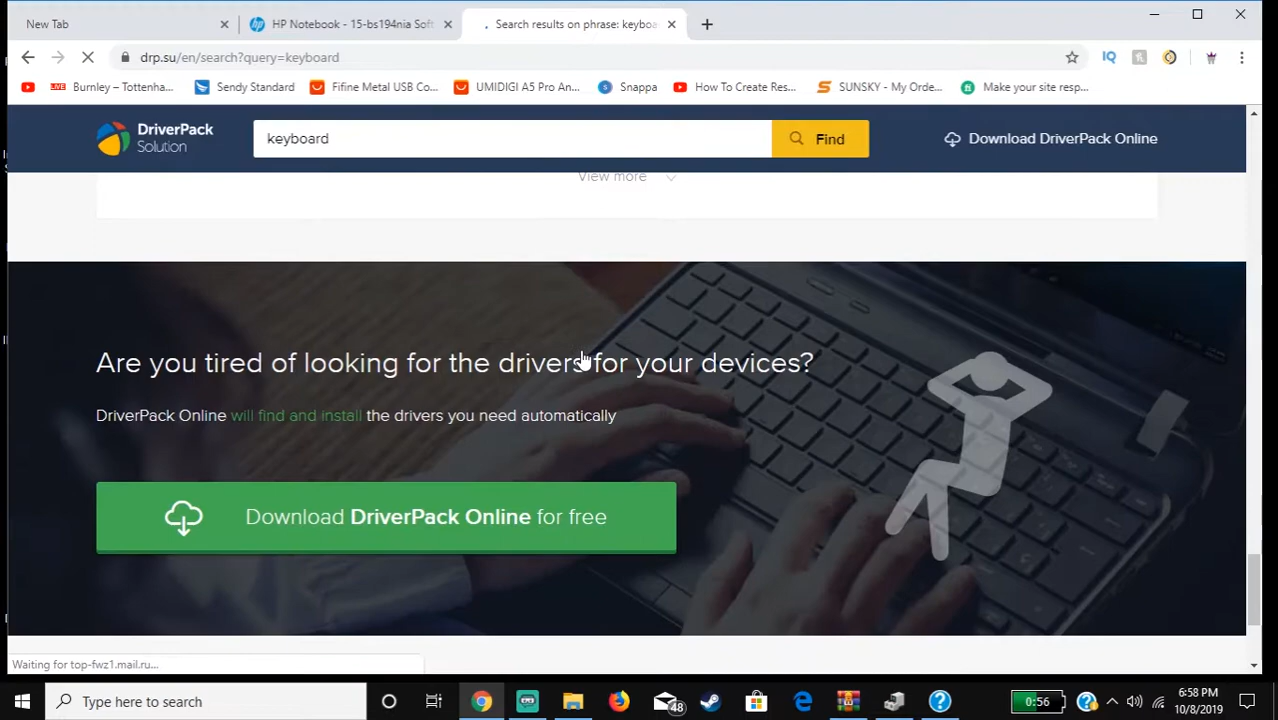 New Tab
HP Notebook - 15-bs194nia Soft
Search results on phrase: keyboa
drp.su/en/search?query=keyboard
IQ
Burnley – Tottenha...
Sendy Standard
Fifine Metal USB Co...
UMIDIGI A5 Pro An...
Snappa
How To Create Res...
SUNSKY - My Orde...
Make your site resp...
DriverPack
Solution
keyboard
Find
Download DriverPack Online
View more
Are you tired of looking for the drivers for your devices?
DriverPack Online will find and install the drivers you need automatically
Download DriverPack Online for free
Waiting for top-fwz1.mail.ru...
Type here to search
48
0:56
6:58 PM
10/8/2019